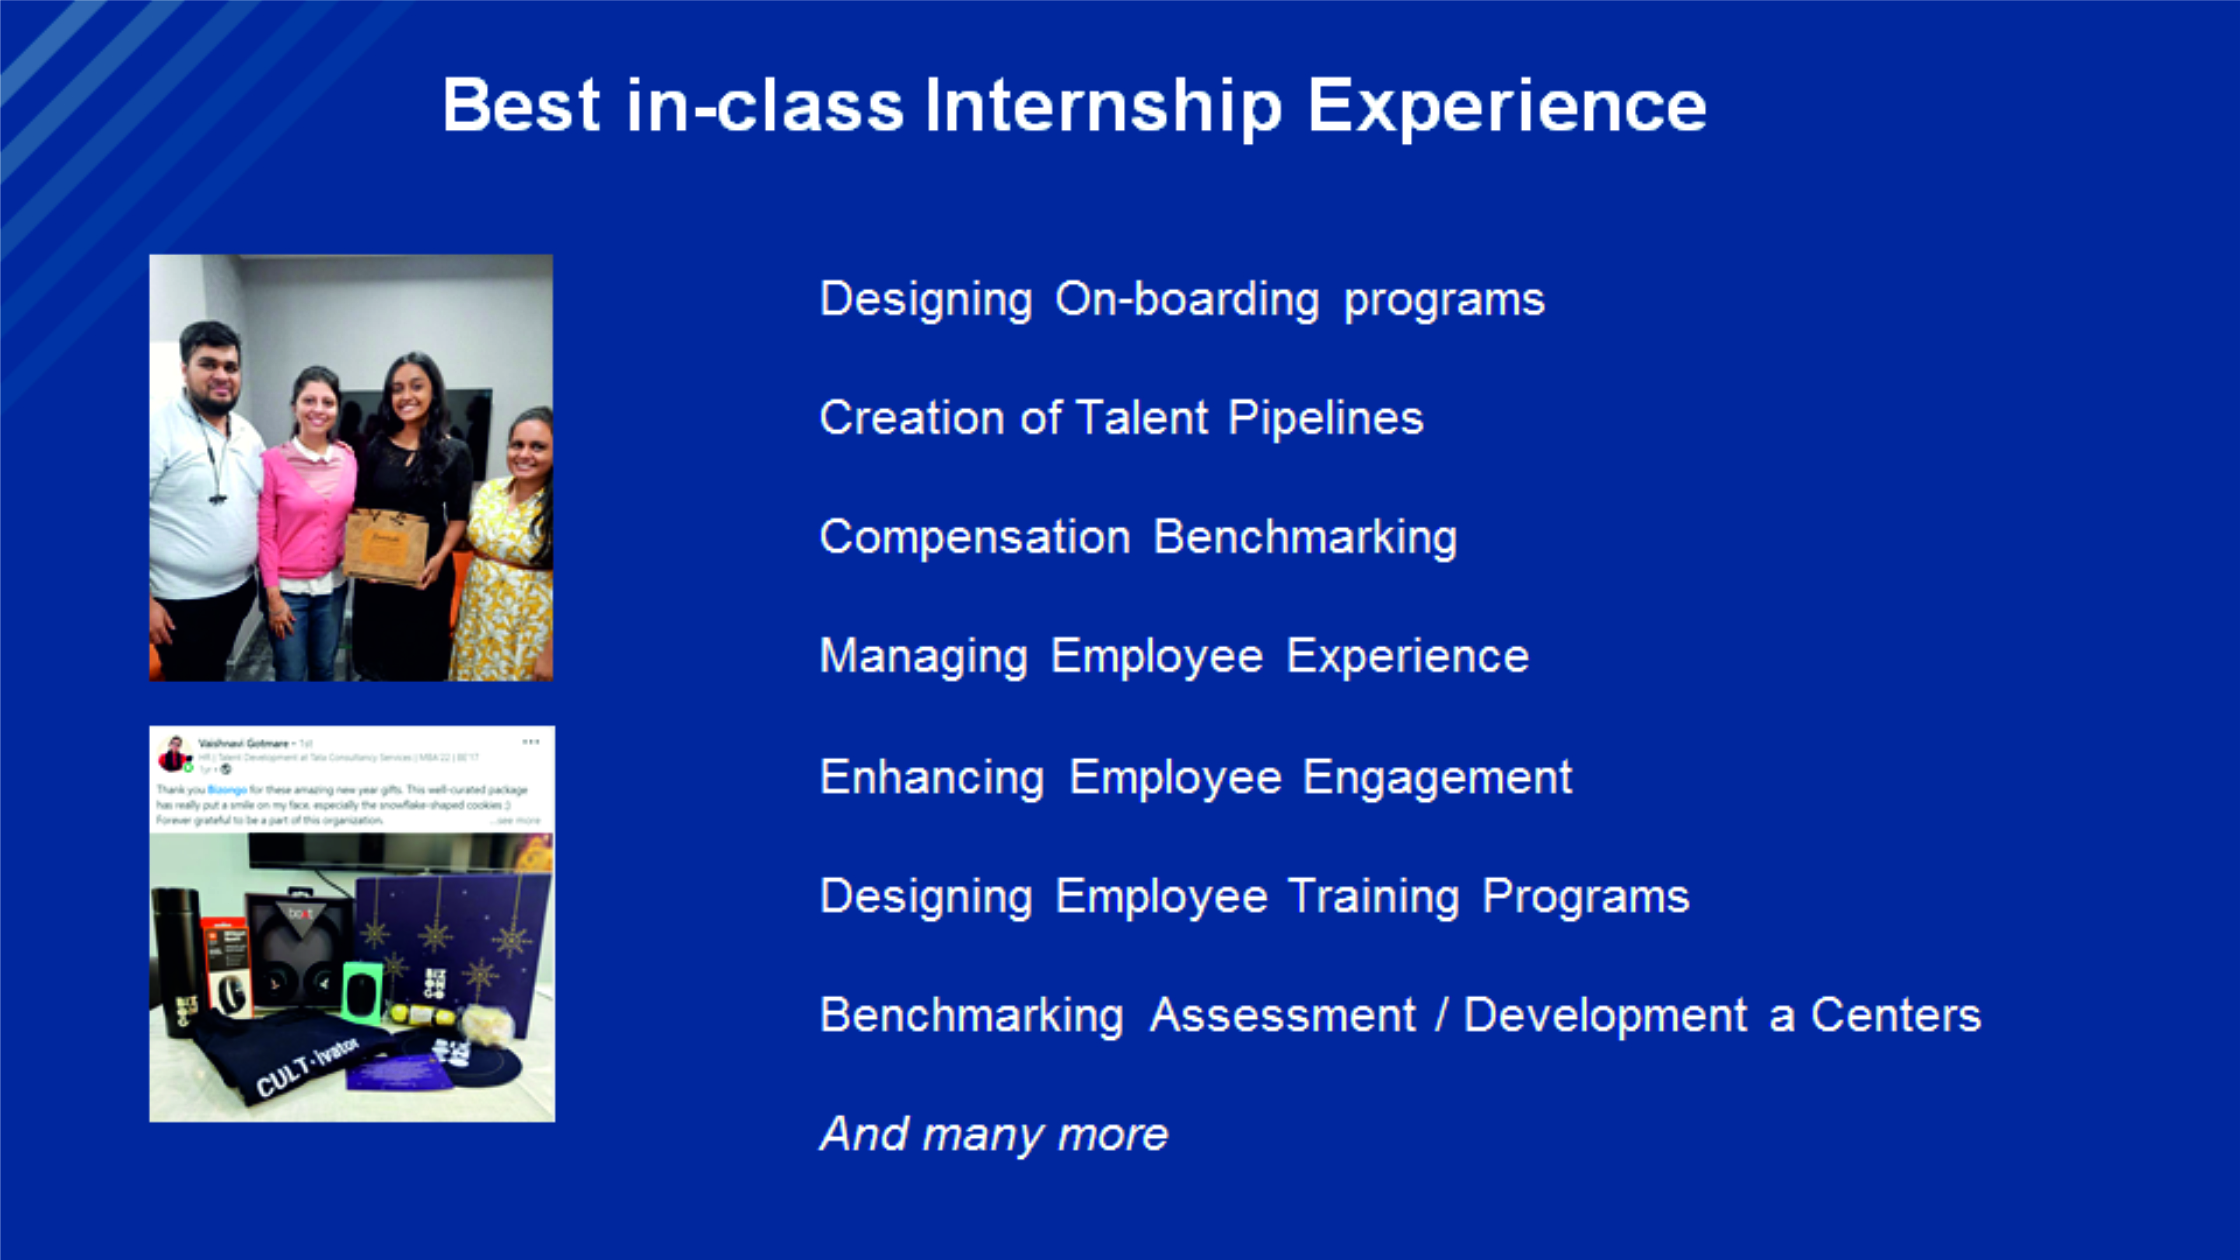 Best in-class Internship Experience
Designing On-boarding programs
Creation of Talent Pipelines
Compensation Benchmarking
Managing Employee Experience
Enhancing Employee Engagement
Designing Employee Training Programs
Benchmarking Assessment / Development a Centers
And many more
Vaishnavi Gotmare • 1st
HR | Talent Development at Tata Consultancy Services | MBA'22 | BE'17
1yr •
Thank you Bizongo for these amazing new year gifts. This well-curated package
has really put a smile on my face, especially the snowflake-shaped cookies :)
Forever grateful to be a part of this organization.
...see more
boAt
BIZ
ONGO
CULT•ivator